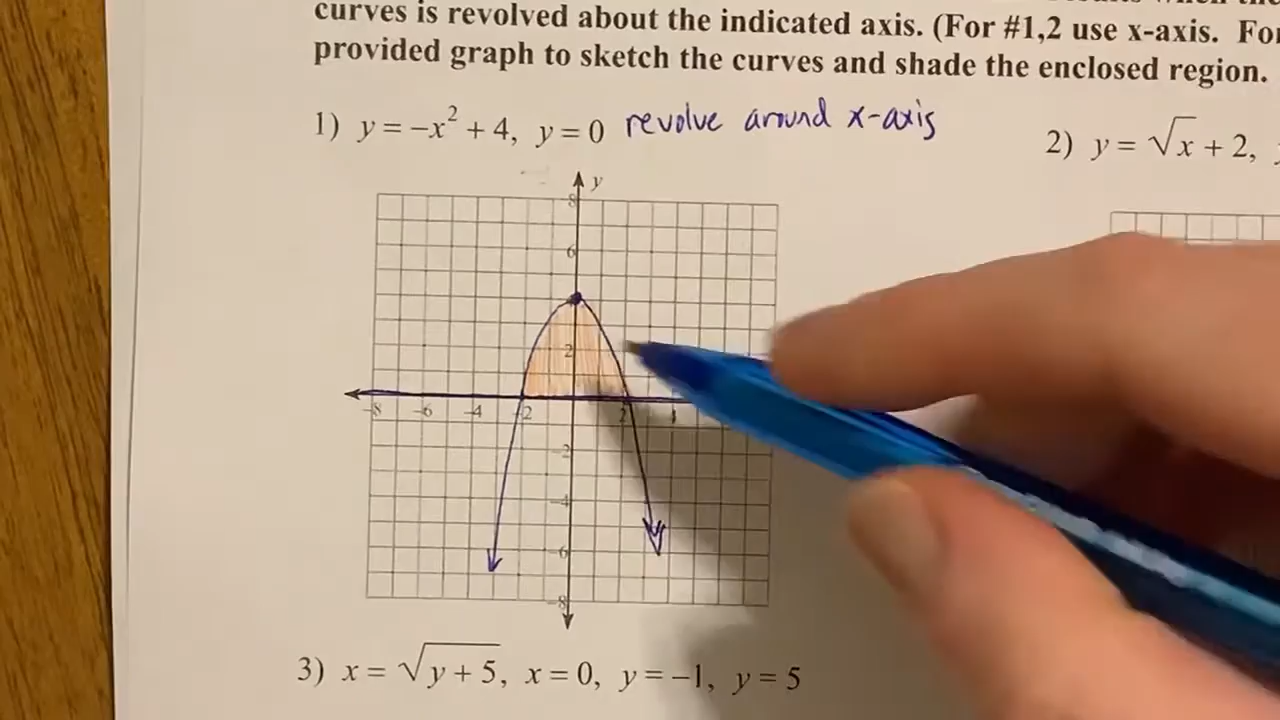 curves is revolved about the indicated axis. (For #1,2 use x-axis.
provided graph to sketch the curves and shade the enclosed region.
1) y = −x² + 4, y = 0 revolve around x-axis
2) y = √x + 2,
y
8
6
2
-8 -6 -4 -2 2
-2
-4
-6
-8
3) x = √(y + 5), x = 0, y = −1, y = 5